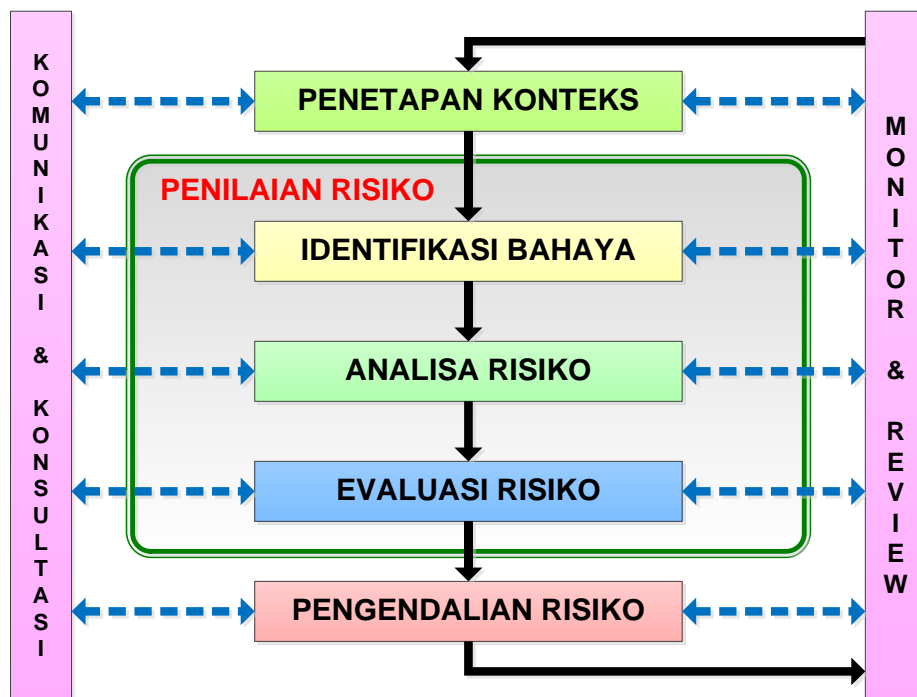 KOMUNIKASI & KONSULTASI
PENETAPAN KONTEKS
PENILAIAN RISIKO
IDENTIFIKASI BAHAYA
ANALISA RISIKO
EVALUASI RISIKO
PENGENDALIAN RISIKO
MONITOR & REVIEW